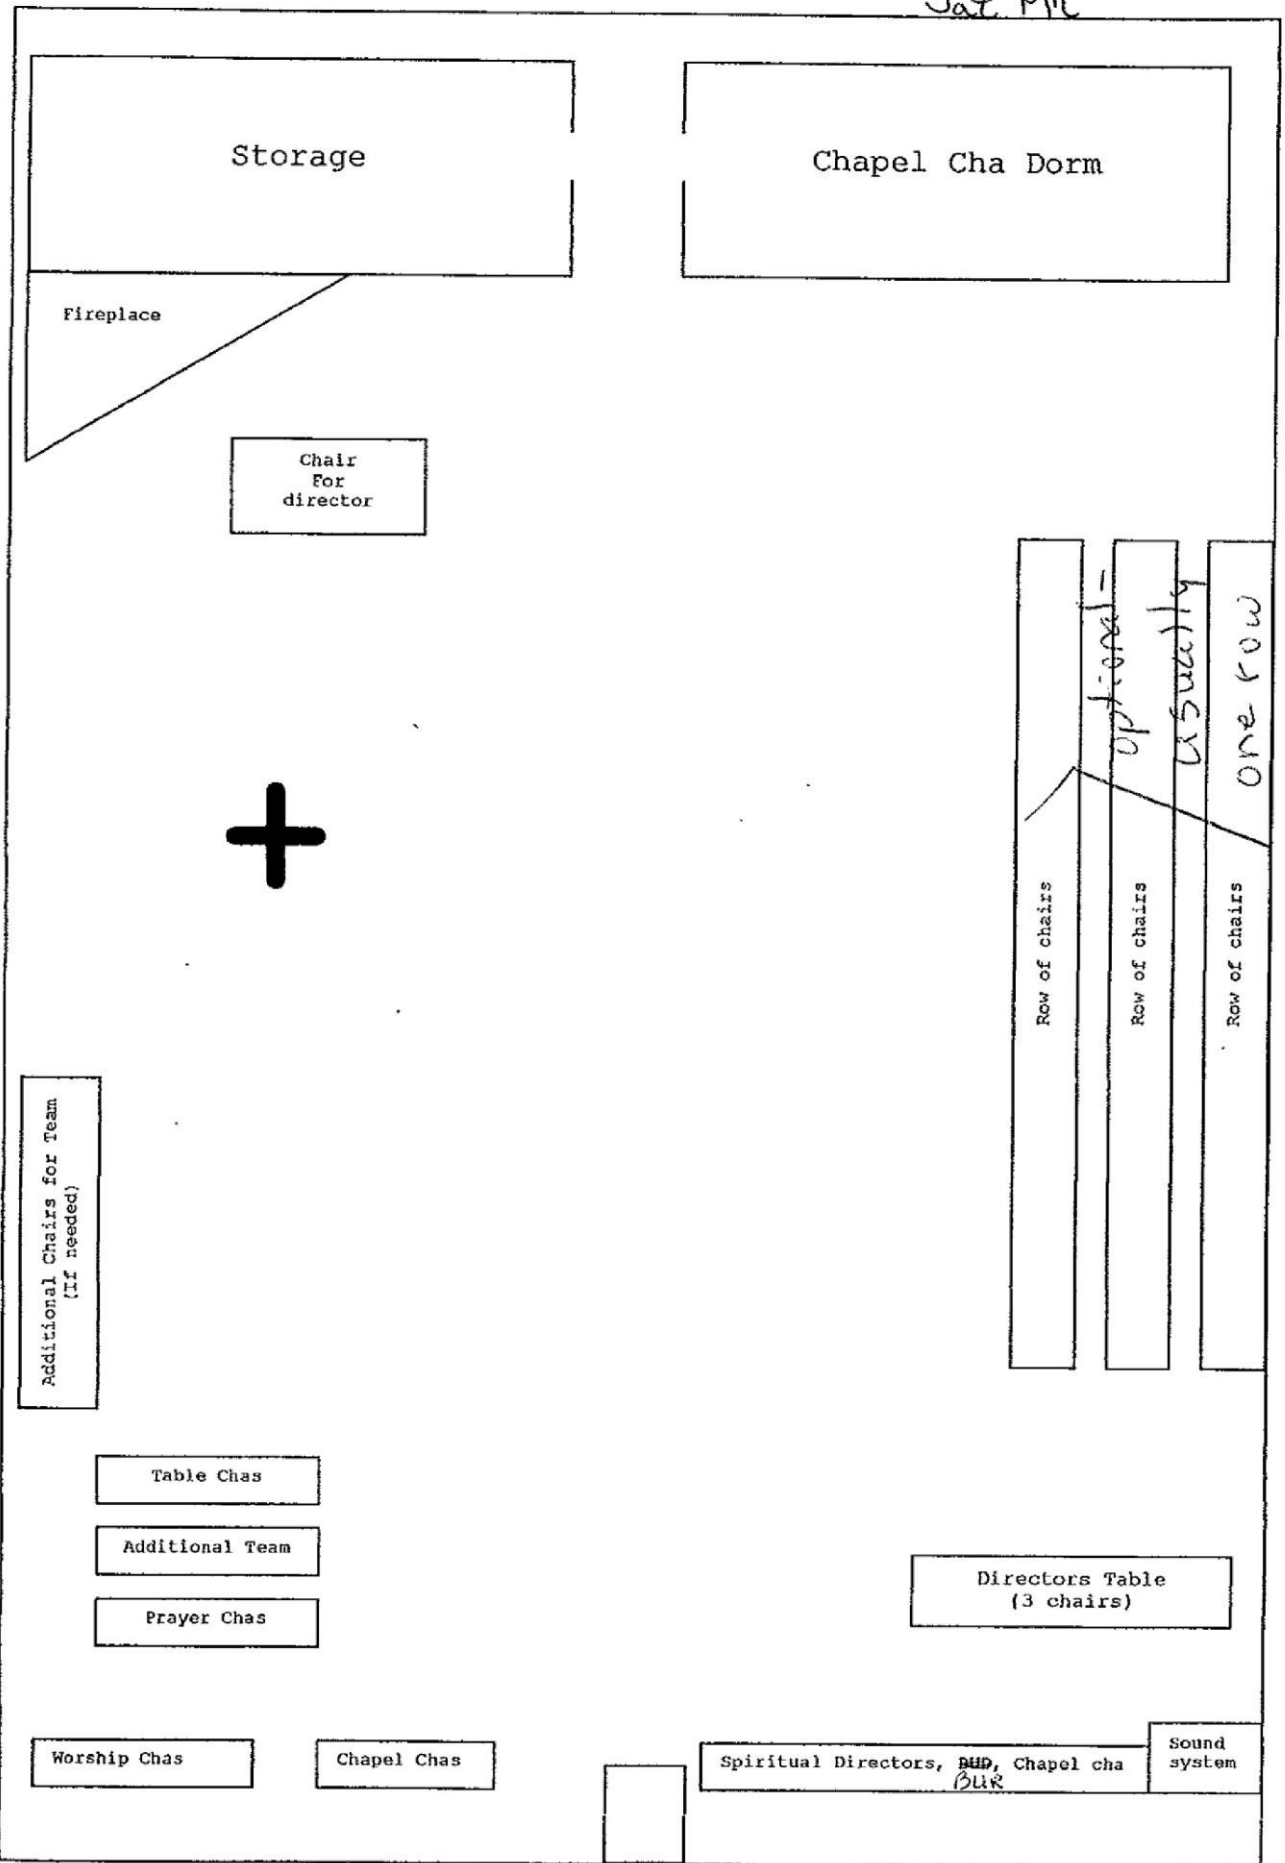 Sat PM
Storage
Chapel Cha Dorm
Fireplace
Chair
For
director
optional-
usually
one row
Row of chairs
Row of chairs
Row of chairs
Additional Chairs for Team
(If needed)
Table Chas
Additional Team
Prayer Chas
Directors Table
(3 chairs)
Worship Chas
Chapel Chas
Spiritual Directors, BUD, Chapel cha
BUR
Sound
system